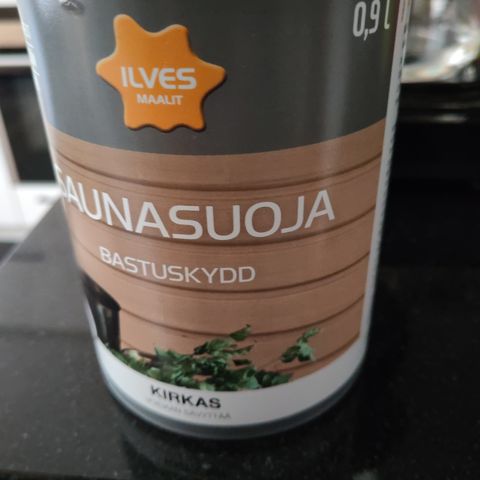 0,9 l
ILVES
MAALIT
SAUNASUOJA
BASTUSKYDD
KIRKAS